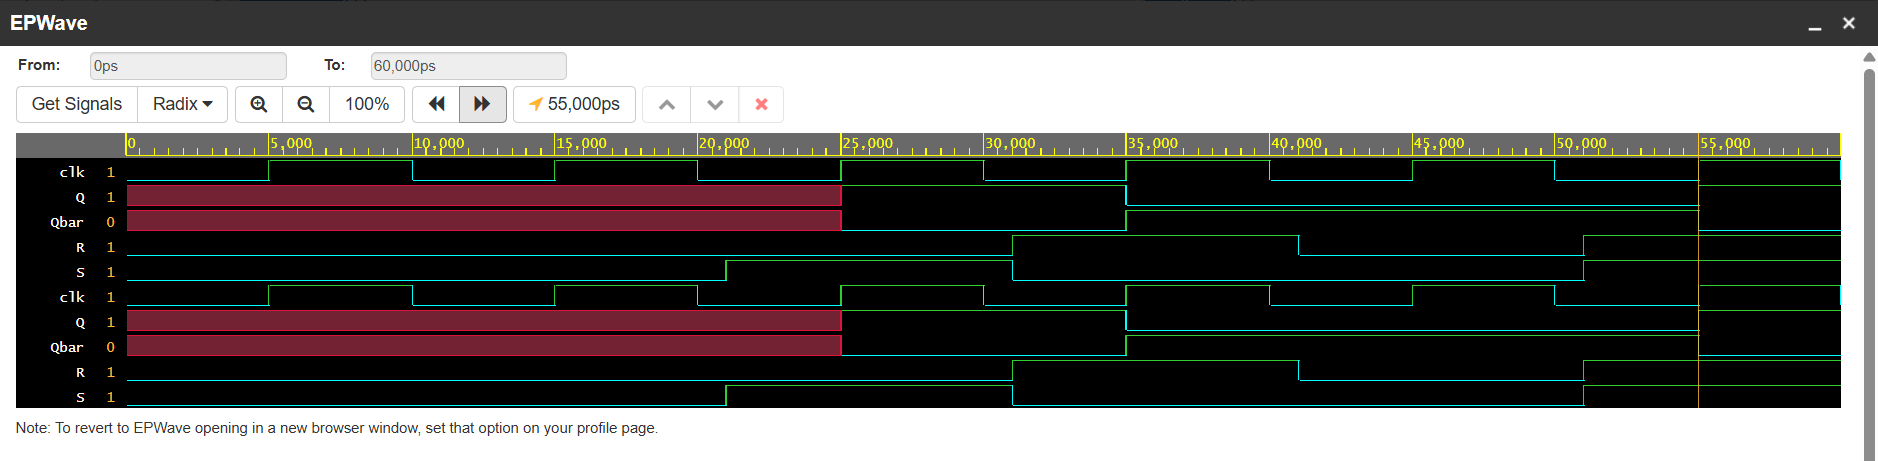 EPWave
From: 0ps To: 60,000ps
Get Signals Radix 100% 55,000ps
0 5,000 10,000 15,000 20,000 25,000 30,000 35,000 40,000 45,000 50,000 55,000
clk 1
Q 1
Qbar 0
R 1
S 1
clk 1
Q 1
Qbar 0
R 1
S 1
Note: To revert to EPWave opening in a new browser window, set that option on your profile page.